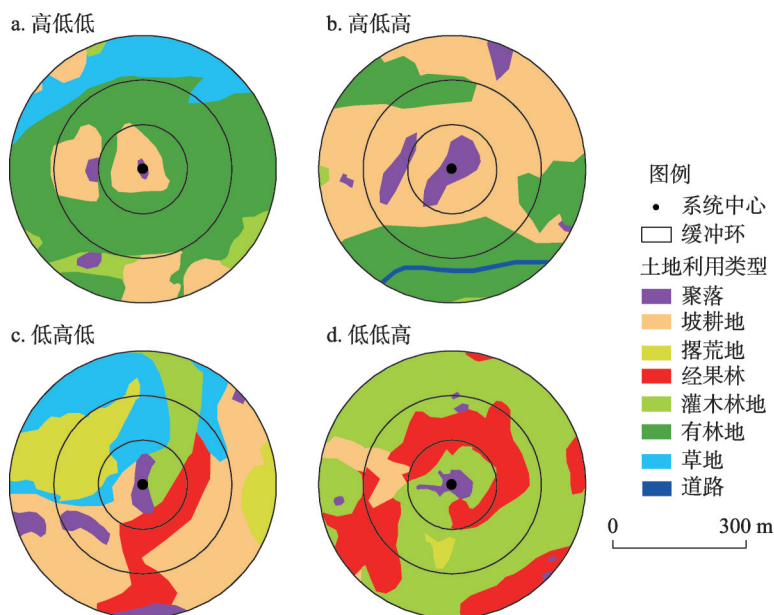 a. 高低低
b. 高低高
c. 低高低
d. 低低高
图例
系统中心
缓冲环
土地利用类型
聚落
坡耕地
撂荒地
经果林
灌木林地
有林地
草地
道路
0 300 m